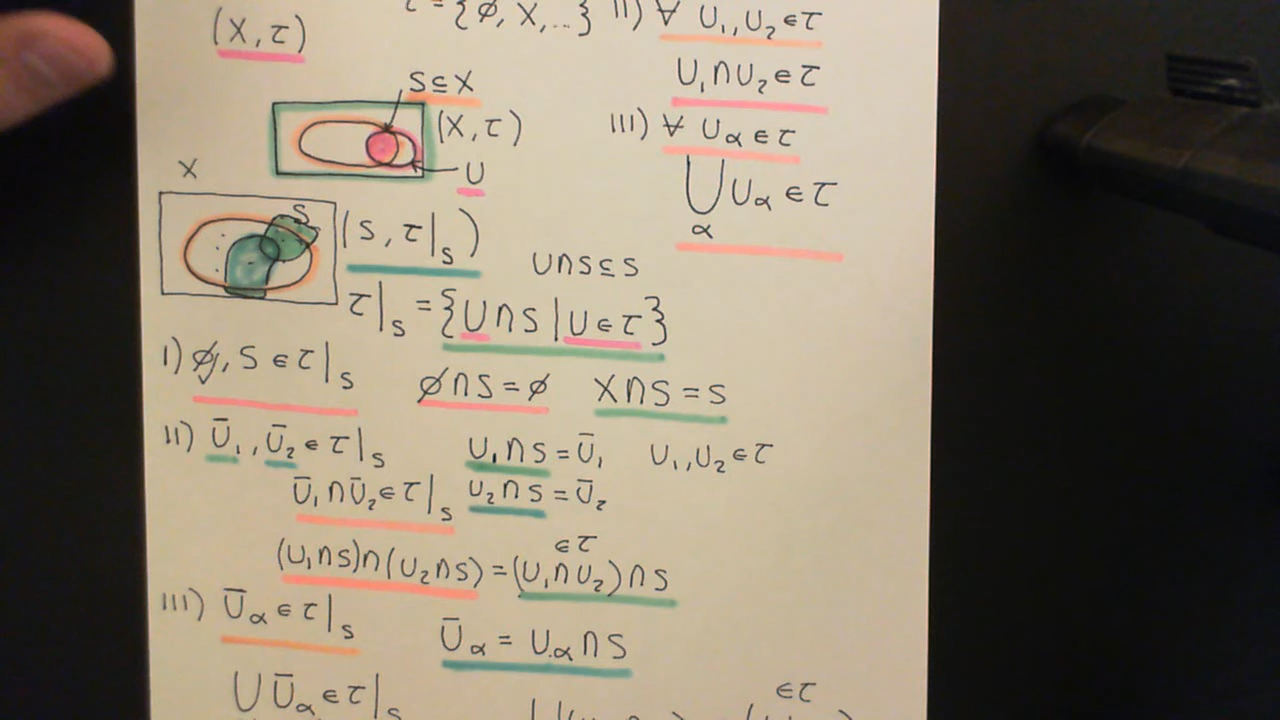 τ = {∅, X, ...} II) ∀ U₁, U₂ ∈ τ
(X, τ)
U₁ ∩ U₂ ∈ τ
S ⊆ X
(X, τ)
III) ∀ U_α ∈ τ
U
X
⋃_α U_α ∈ τ
S
(S, τ|_S)
U ∩ S ⊆ S
τ|_S = {U ∩ S | U ∈ τ}
I) ∅, S ∈ τ|_S ∅ ∩ S = ∅ X ∩ S = S
II) Ū₁, Ū₂ ∈ τ|_S U₁ ∩ S = Ū₁ U₁, U₂ ∈ τ
Ū₁ ∩ Ū₂ ∈ τ|_S U₂ ∩ S = Ū₂
∈ τ
(U₁ ∩ S) ∩ (U₂ ∩ S) = (U₁ ∩ U₂) ∩ S
III) Ū_α ∈ τ|_S Ū_α = U_α ∩ S
∈ τ
⋃ Ū_α ∈ τ|_S